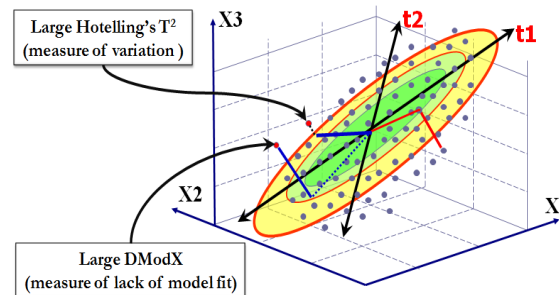 X3
t2
t1
Large Hotelling's T²
(measure of variation )
X2
X
Large DModX
(measure of lack of model fit)